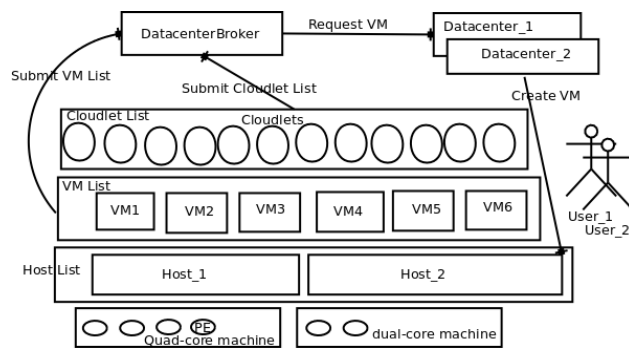 Request VM
Datacenter_1
DatacenterBroker
Datacenter_2
Submit VM List
Submit Cloudlet List
Create VM
Cloudlet List
Cloudlets
VM List
VM1
VM2
VM3
VM4
VM5
VM6
User_1
User_2
Host List
Host_1
Host_2
PE
Quad-core machine
dual-core machine